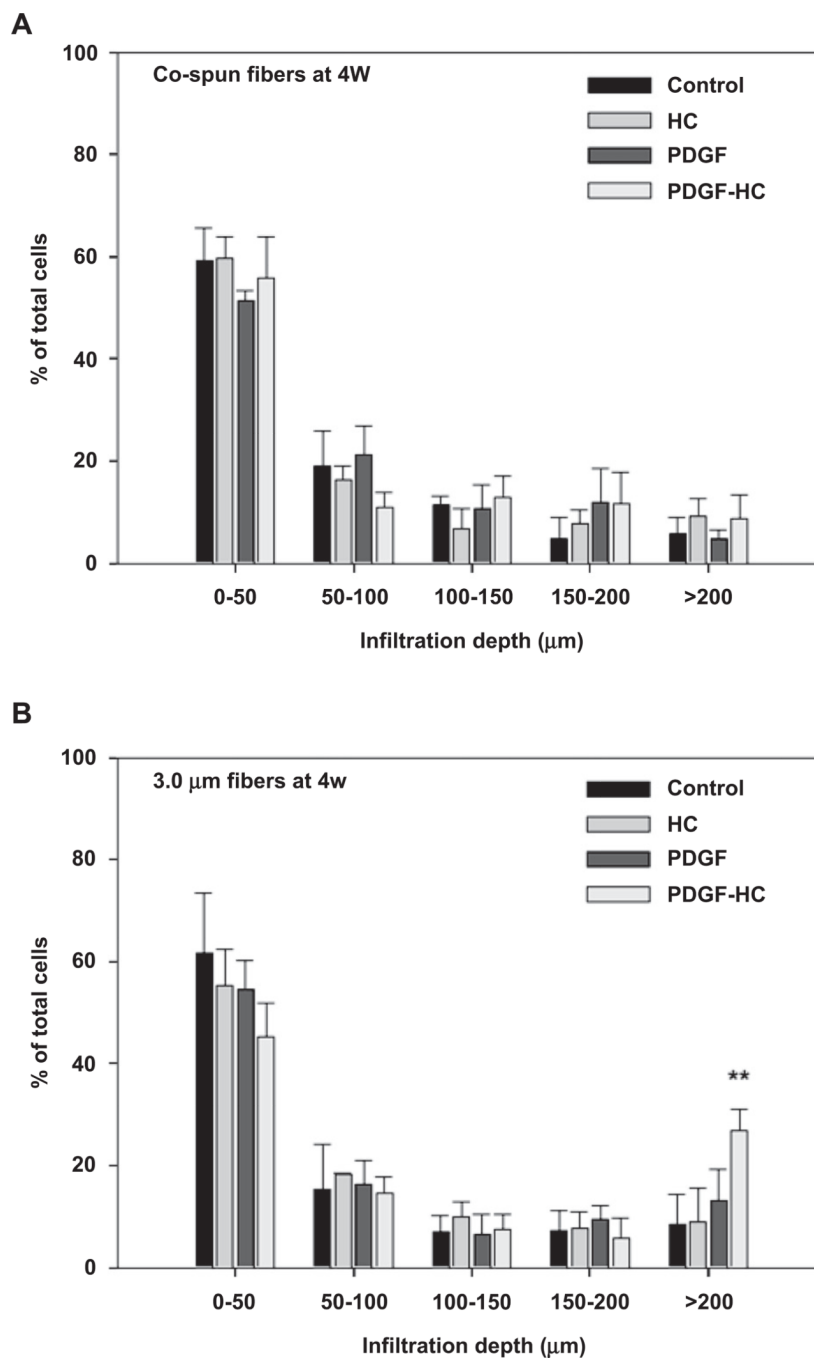 A
100
Co-spun fibers at 4W
Control
HC
80
PDGF
PDGF-HC
60
% of total cells
40
20
0
0-50 50-100 100-150 150-200 >200
Infiltration depth (μm)
B
100
3.0 μm fibers at 4w
Control
HC
80
PDGF
PDGF-HC
60
% of total cells
40
**
20
0
0-50 50-100 100-150 150-200 >200
Infiltration depth (μm)